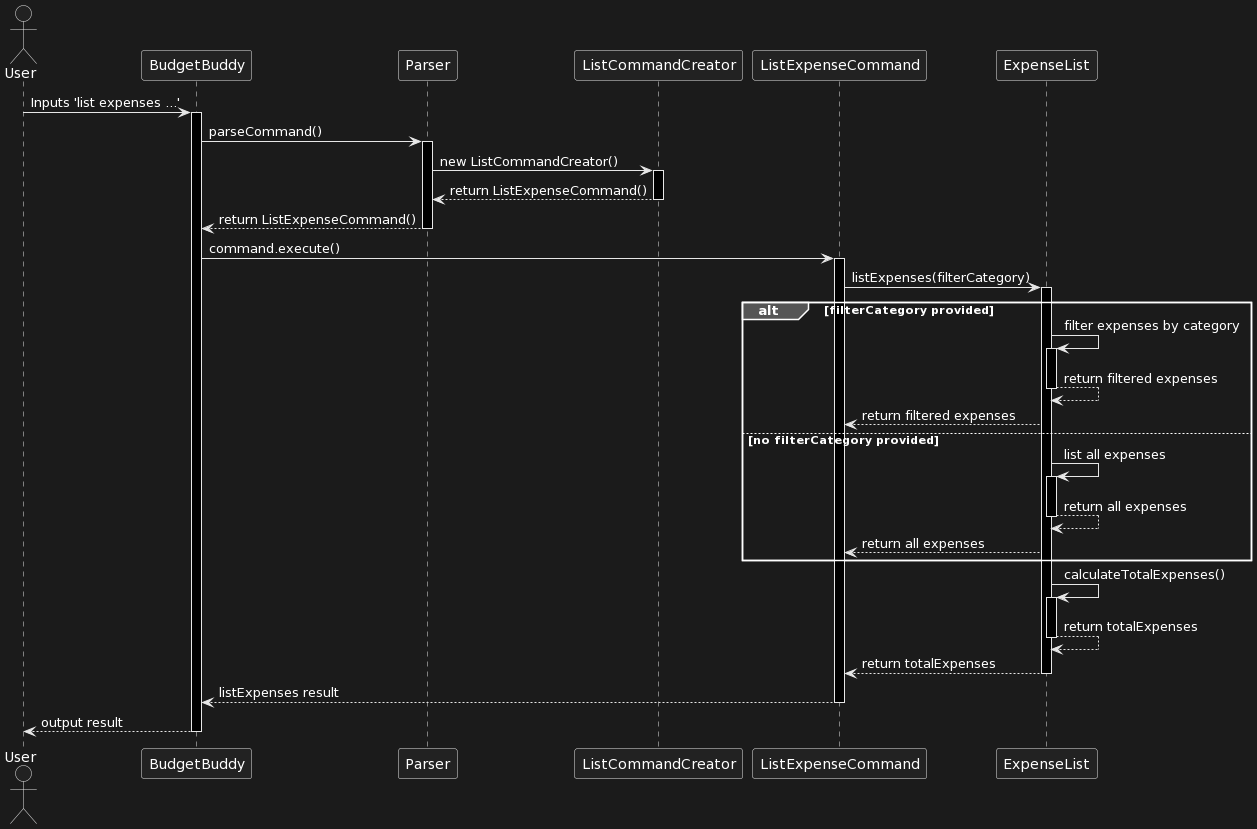 User
BudgetBuddy
Parser
ListCommandCreator
ListExpenseCommand
ExpenseList
Inputs 'list expenses ...'
parseCommand()
new ListCommandCreator()
return ListExpenseCommand()
return ListExpenseCommand()
command.execute()
listExpenses(filterCategory)
alt
[filterCategory provided]
filter expenses by category
return filtered expenses
return filtered expenses
[no filterCategory provided]
list all expenses
return all expenses
return all expenses
calculateTotalExpenses()
return totalExpenses
return totalExpenses
listExpenses result
output result
User
BudgetBuddy
Parser
ListCommandCreator
ListExpenseCommand
ExpenseList